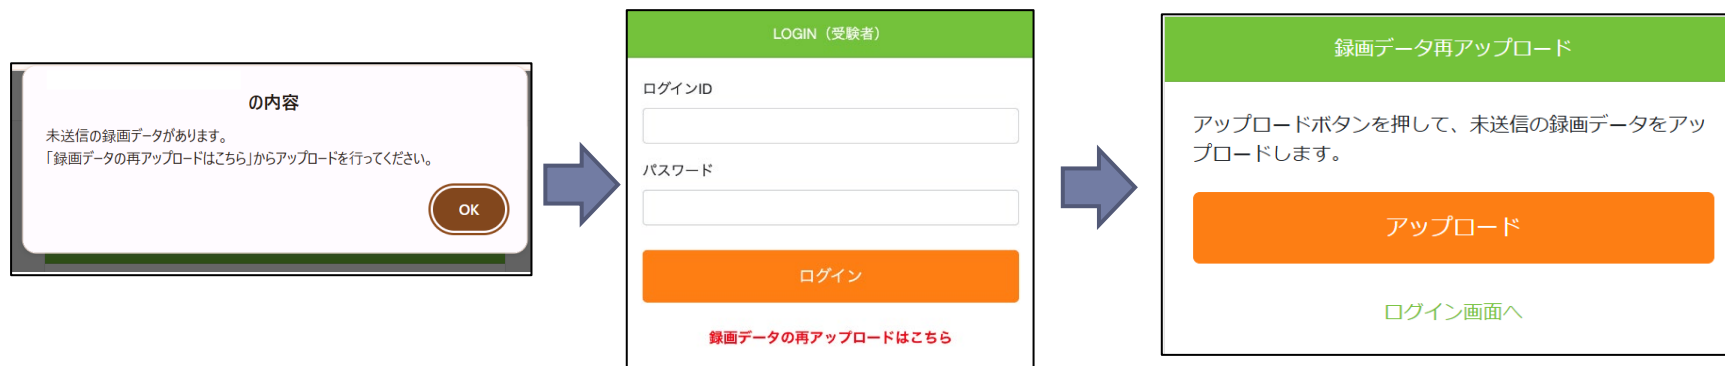 の内容
未送信の録画データがあります。
「録画データの再アップロードはこちら」からアップロードを行ってください。
OK
LOGIN（受験者）
ログインID
パスワード
ログイン
録画データの再アップロードはこちら
録画データ再アップロード
アップロードボタンを押して、未送信の録画データをアッ
プロードします。
アップロード
ログイン画面へ